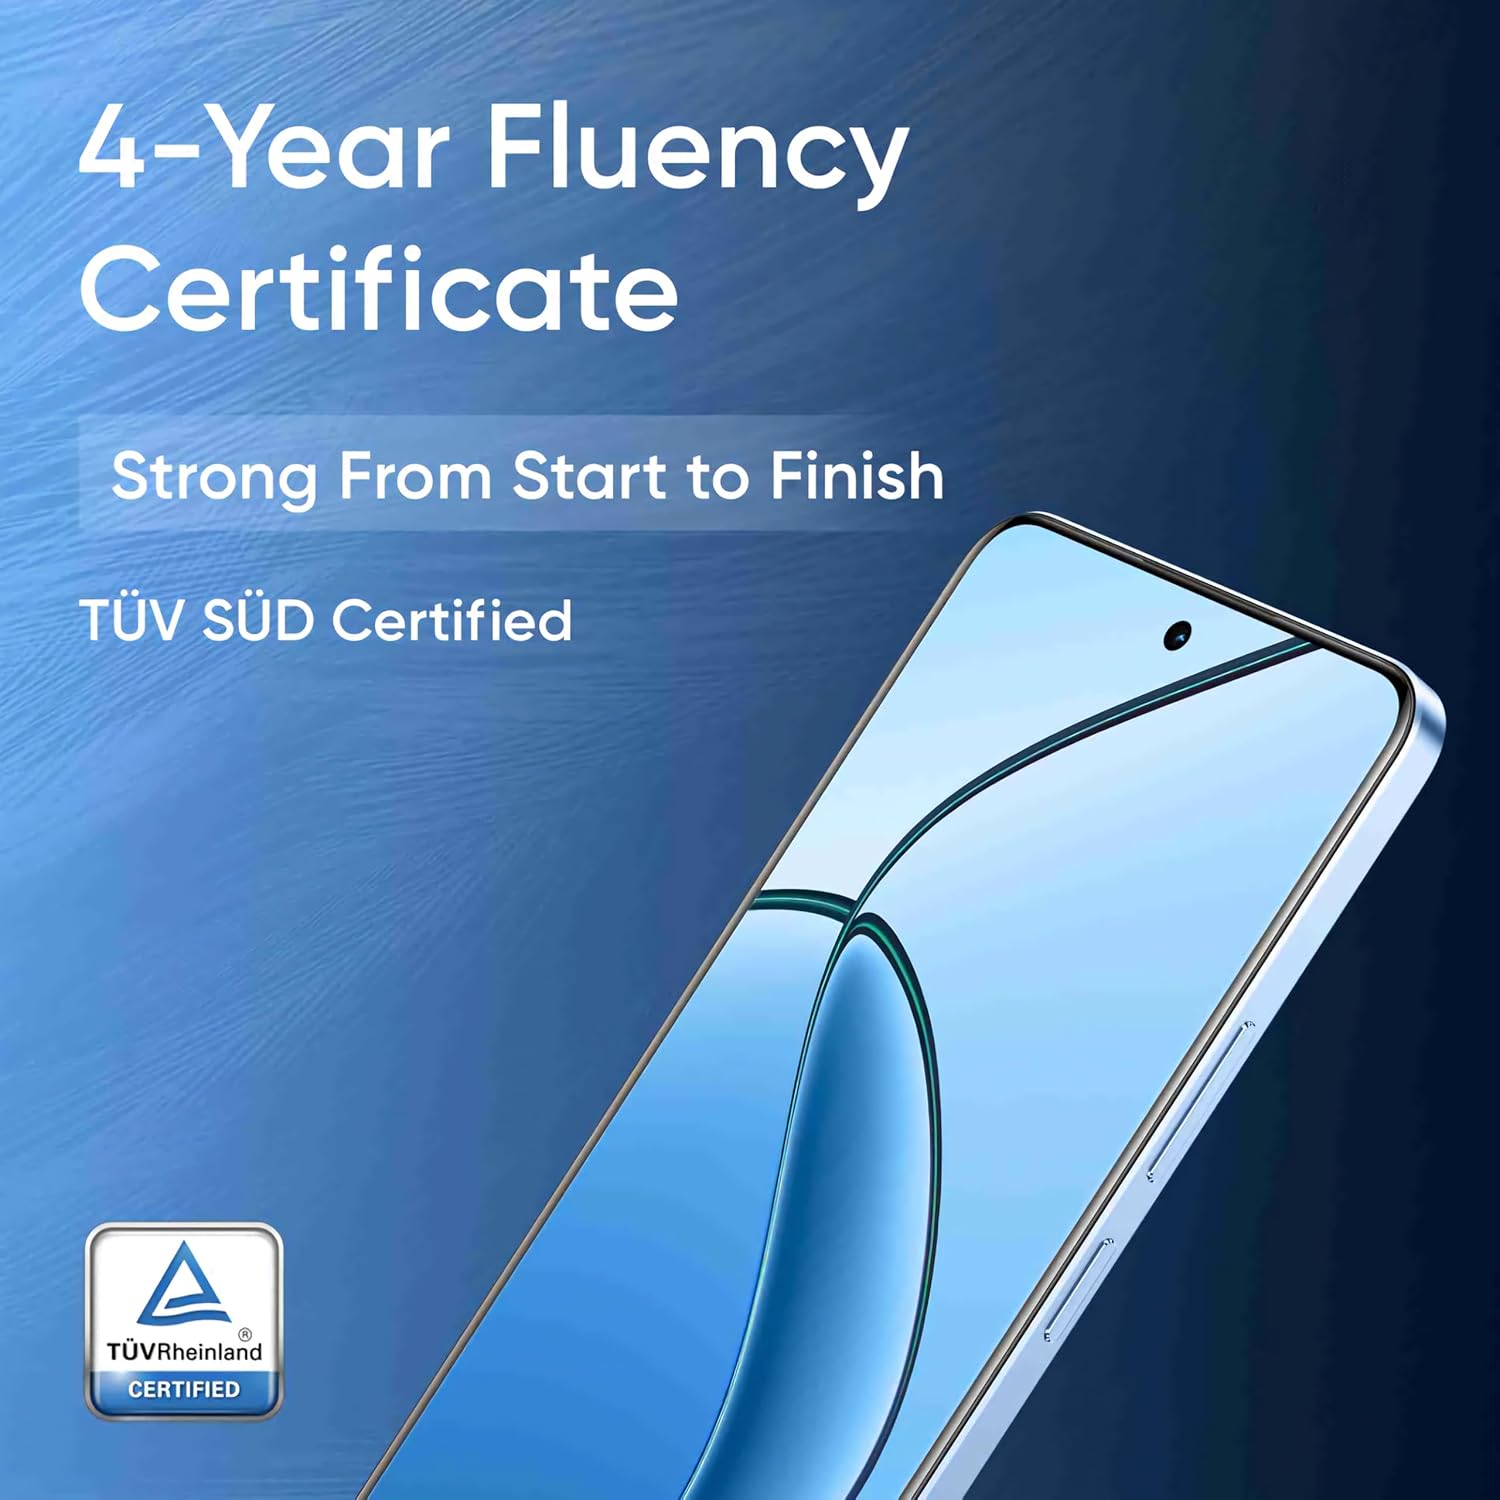 4-Year Fluency
Certificate
Strong From Start to Finish
TÜV SÜD Certified
TÜVRheinland®
CERTIFIED